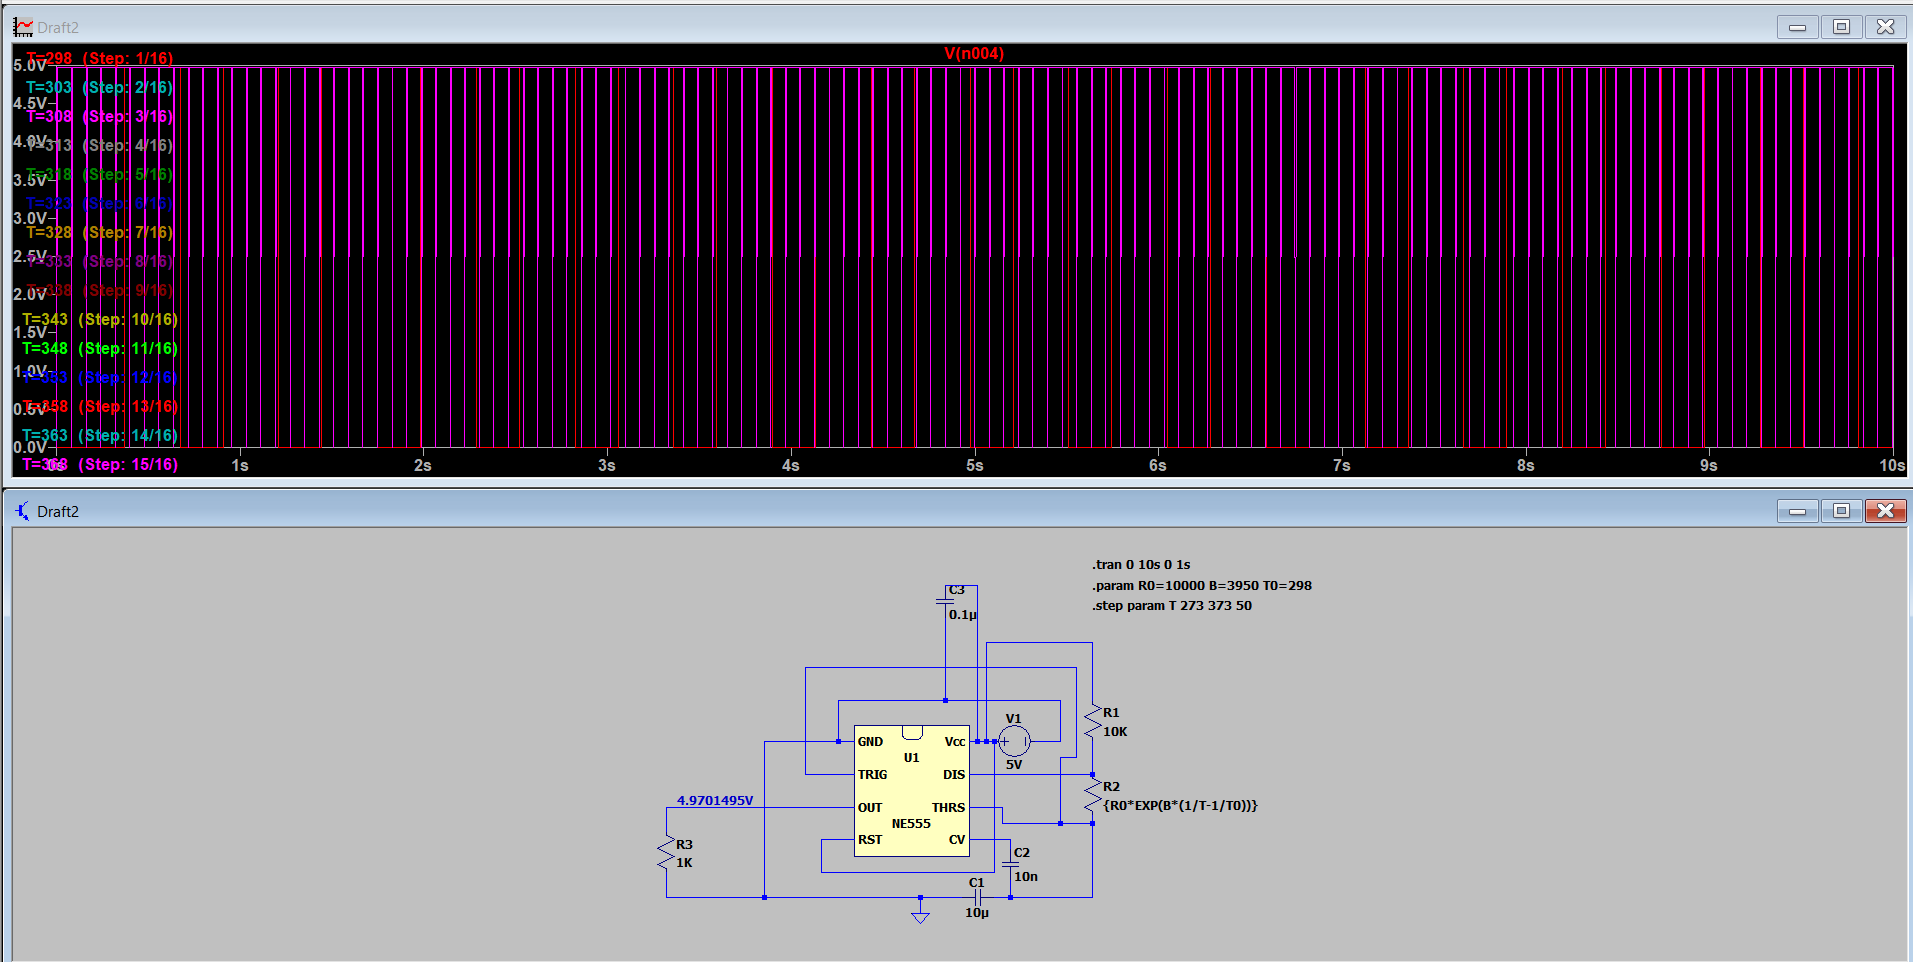 Draft2
V(n004)
T=298 (Step: 1/16)
5.0V
T=303 (Step: 2/16)
4.5V
T=308 (Step: 3/16)
4.0V
T=313 (Step: 4/16)
T=318 (Step: 5/16)
3.5V
T=323 (Step: 6/16)
3.0V
T=328 (Step: 7/16)
2.5V
T=333 (Step: 8/16)
T=338 (Step: 9/16)
2.0V
T=343 (Step: 10/16)
1.5V
T=348 (Step: 11/16)
1.0V
T=353 (Step: 12/16)
T=358 (Step: 13/16)
0.5V
T=363 (Step: 14/16)
0.0V
T=368 (Step: 15/16)
0s 1s 2s 3s 4s 5s 6s 7s 8s 9s 10s
Draft2
.tran 0 10s 0 1s
.param R0=10000 B=3950 T0=298
.step param T 273 373 50
C3
0.1µ
R1
10K
V1
+
5V
GND Vcc
U1
TRIG DIS
R2
{R0*EXP(B*(1/T-1/T0))}
4.9701495V
OUT THRS
NE555
RST CV
R3
1K
C2
10n
C1
10µ